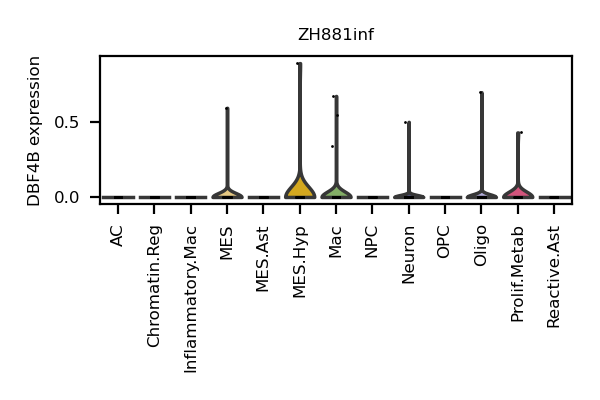 ZH881inf
DBF4B expression
0.5
0.0
AC
Chromatin.Reg
Inflammatory.Mac
MES
MES.Ast
MES.Hyp
Mac
NPC
Neuron
OPC
Oligo
Prolif.Metab
Reactive.Ast